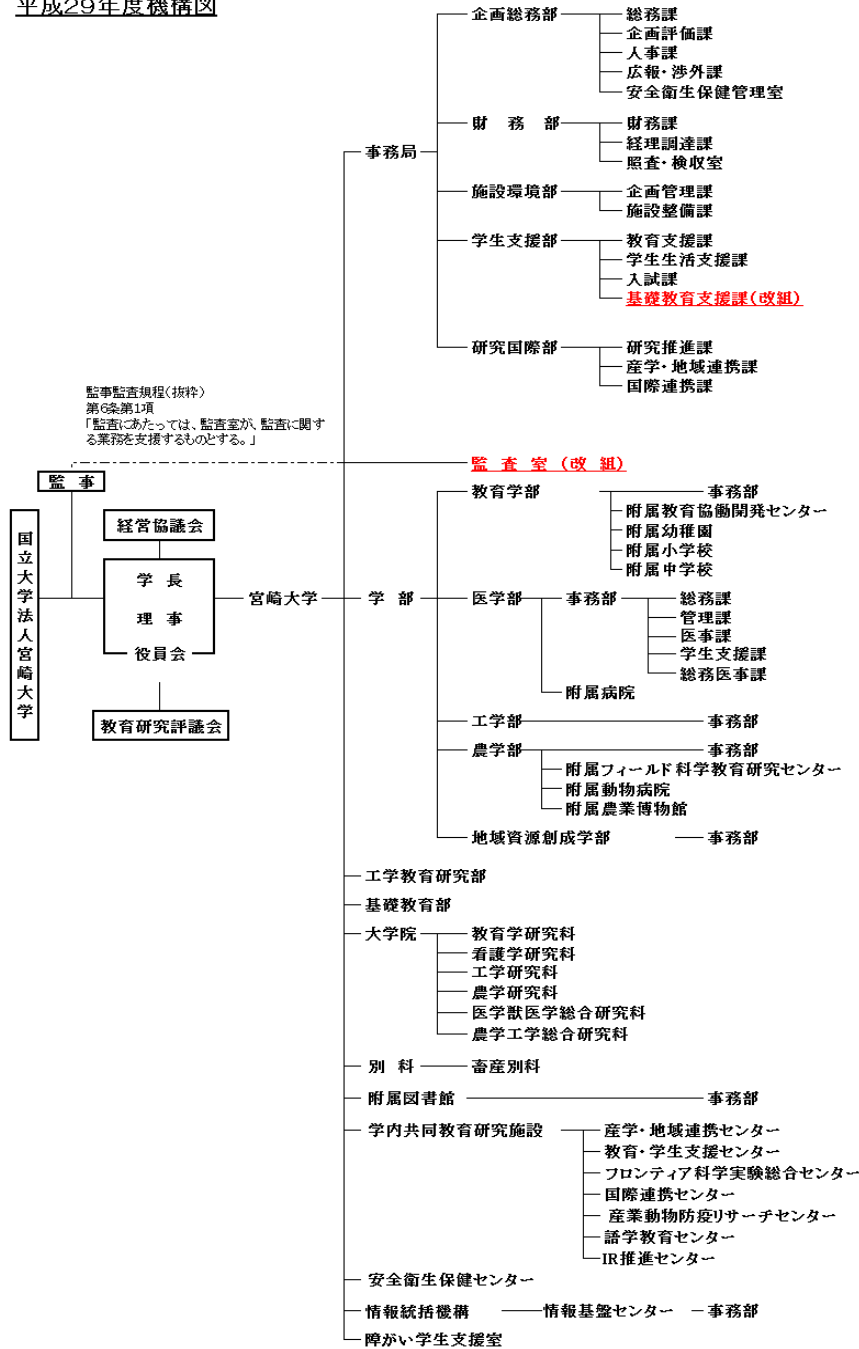 平成29年度機構図
企画総務部
総務課
企画評価課
人事課
広報・渉外課
安全衛生保健管理室
事務局
財　務　部
財務課
経理調達課
照査・検収室
施設環境部
企画管理課
施設整備課
学生支援部
教育支援課
学生生活支援課
入試課
基礎教育支援課(改組)
研究国際部
研究推進課
産学・地域連携課
国際連携課
監事監査規程(抜粋)
第6条第1項
「監査にあたっては、監査室が、監査に関す
る業務を支援するものとする。」
監　査　室　(改　組)
監　事
国立大学法人宮崎大学
経営協議会
学　長
理　事
役員会
教育研究評議会
宮崎大学
学　部
教育学部
事務部
附属教育協働開発センター
附属幼稚園
附属小学校
附属中学校
医学部
事務部
総務課
管理課
医事課
学生支援課
総務医事課
附属病院
工学部
事務部
農学部
事務部
附属フィールド科学教育研究センター
附属動物病院
附属農業博物館
地域資源創成学部
事務部
工学教育研究部
基礎教育部
大学院
教育学研究科
看護学研究科
工学研究科
農学研究科
医学獣医学総合研究科
農学工学総合研究科
別　科
畜産別科
附属図書館
事務部
学内共同教育研究施設
産学・地域連携センター
教育・学生支援センター
フロンティア科学実験総合センター
国際連携センター
産業動物防疫リサーチセンター
語学教育センター
IR推進センター
安全衛生保健センター
情報統括機構
情報基盤センター
事務部
障がい学生支援室